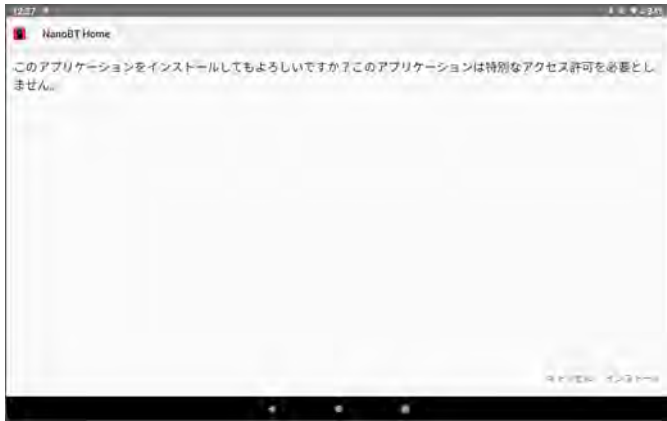 12:27
NanoBT Home
このアプリケーションをインストールしてもよろしいですか?このアプリケーションは特別なアクセス許可を必要とし
ません。
キャンセル インストール